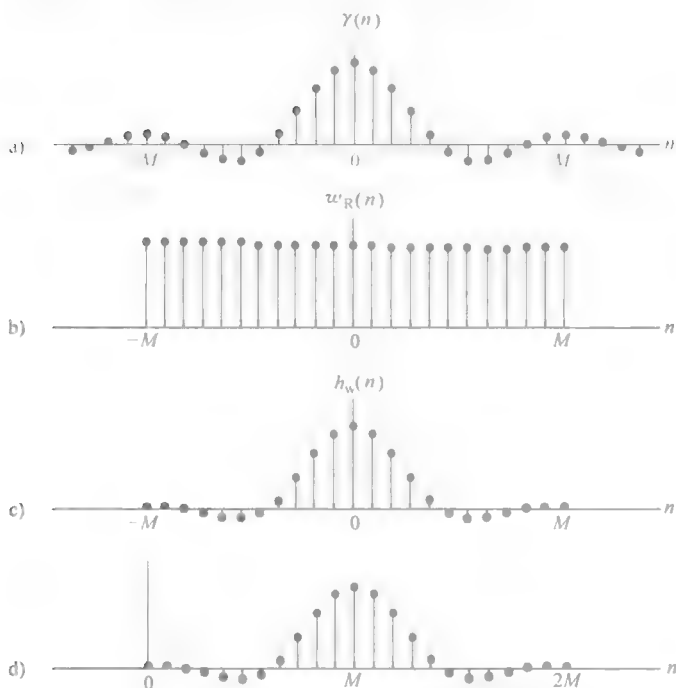 γ(n)
a) M 0 M n
w_R(n)
b) −M 0 M n
h_w(n)
c) −M 0 M n
d) 0 M 2M n